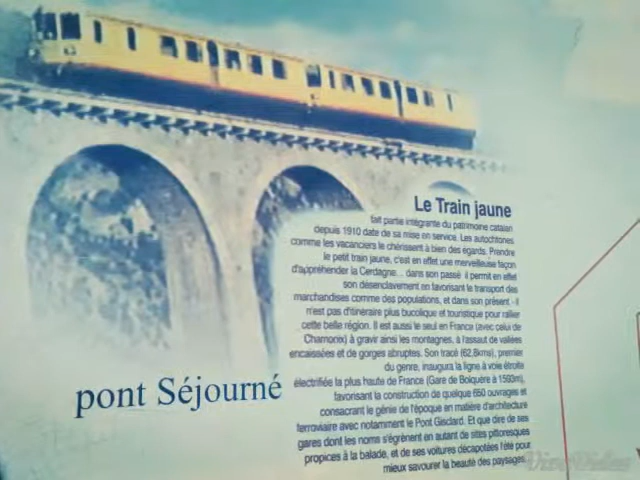 Le Train jaune
fait partie intégrante du patrimoine catalan
depuis 1910 date de sa mise en service. Les autochtones
comme les vacanciers le chérissent à bien des égards. Prendre
le petit train jaune, c'est en effet une merveilleuse façon
d'appréhender la Cerdagne... dans son passé il permit en effet
son désenclavement en favorisant le transport des
marchandises comme des populations, et dans son présent - il
n'est pas d'itinéraire plus bucolique et touristique pour rallier
cette belle région. Il est aussi le seul en France (avec celui de
Chamonix) à gravir ainsi les montagnes, à l'assaut de vallées
encaissées et de gorges abruptes. Son tracé (62,6kms), premier
du genre, inaugura la ligne à voie étroite
électrifiée la plus haute de France (Gare de Bolquère à 1593m),
favorisant la construction de quelque 650 ouvrages et
consacrant le génie de l'époque en matière d'architecture
ferroviaire avec notamment le Pont Gisclard. Et que dire de ses
gares dont les noms s'égrènent en autant de sites pittoresques
propices à la balade, et de ses voitures décapotées l'été pour
mieux savourer la beauté des paysages.
pont Séjourné